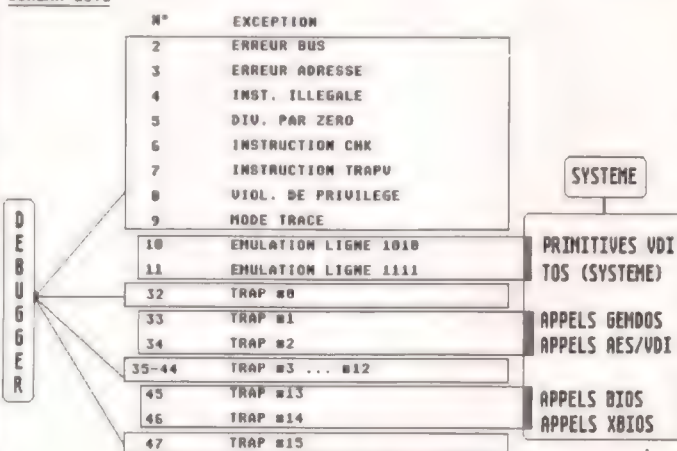 N° EXCEPTION
2 ERREUR BUS
3 ERREUR ADRESSE
4 INST. ILLEGALE
5 DIV. PAR ZERO
6 INSTRUCTION CHK
7 INSTRUCTION TRAPV
8 VIOL. DE PRIVILEGE
9 MODE TRACE
SYSTEME
DEBUGGER
10 EMULATION LIGNE 1010 PRIMITIVES VDI
11 EMULATION LIGNE 1111 TOS (SYSTEME)
32 TRAP #0
33 TRAP #1 APPELS GEMDOS
34 TRAP #2 APPELS AES/VDI
35-44 TRAP #3 ... #12
45 TRAP #13 APPELS BIOS
46 TRAP #14 APPELS XBIOS
47 TRAP #15